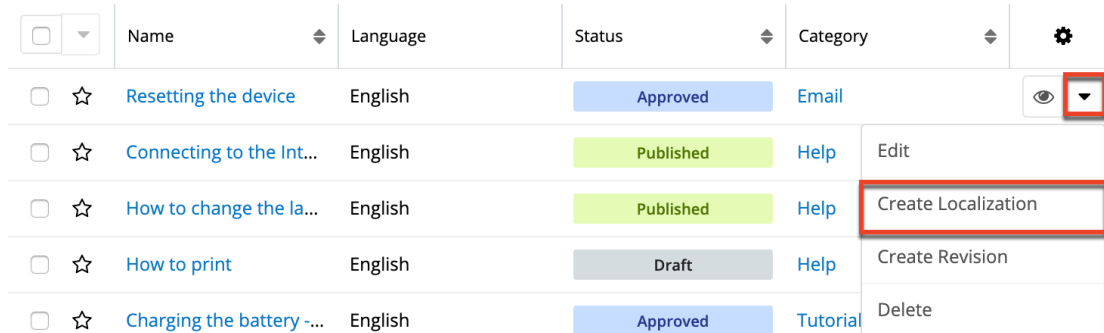 Name Language Status Category
Resetting the device English Approved Email
Connecting to the Int... English Published Help Edit
How to change the la... English Published Help Create Localization
How to print English Draft Help Create Revision
Charging the battery -... English Approved Tutorial Delete